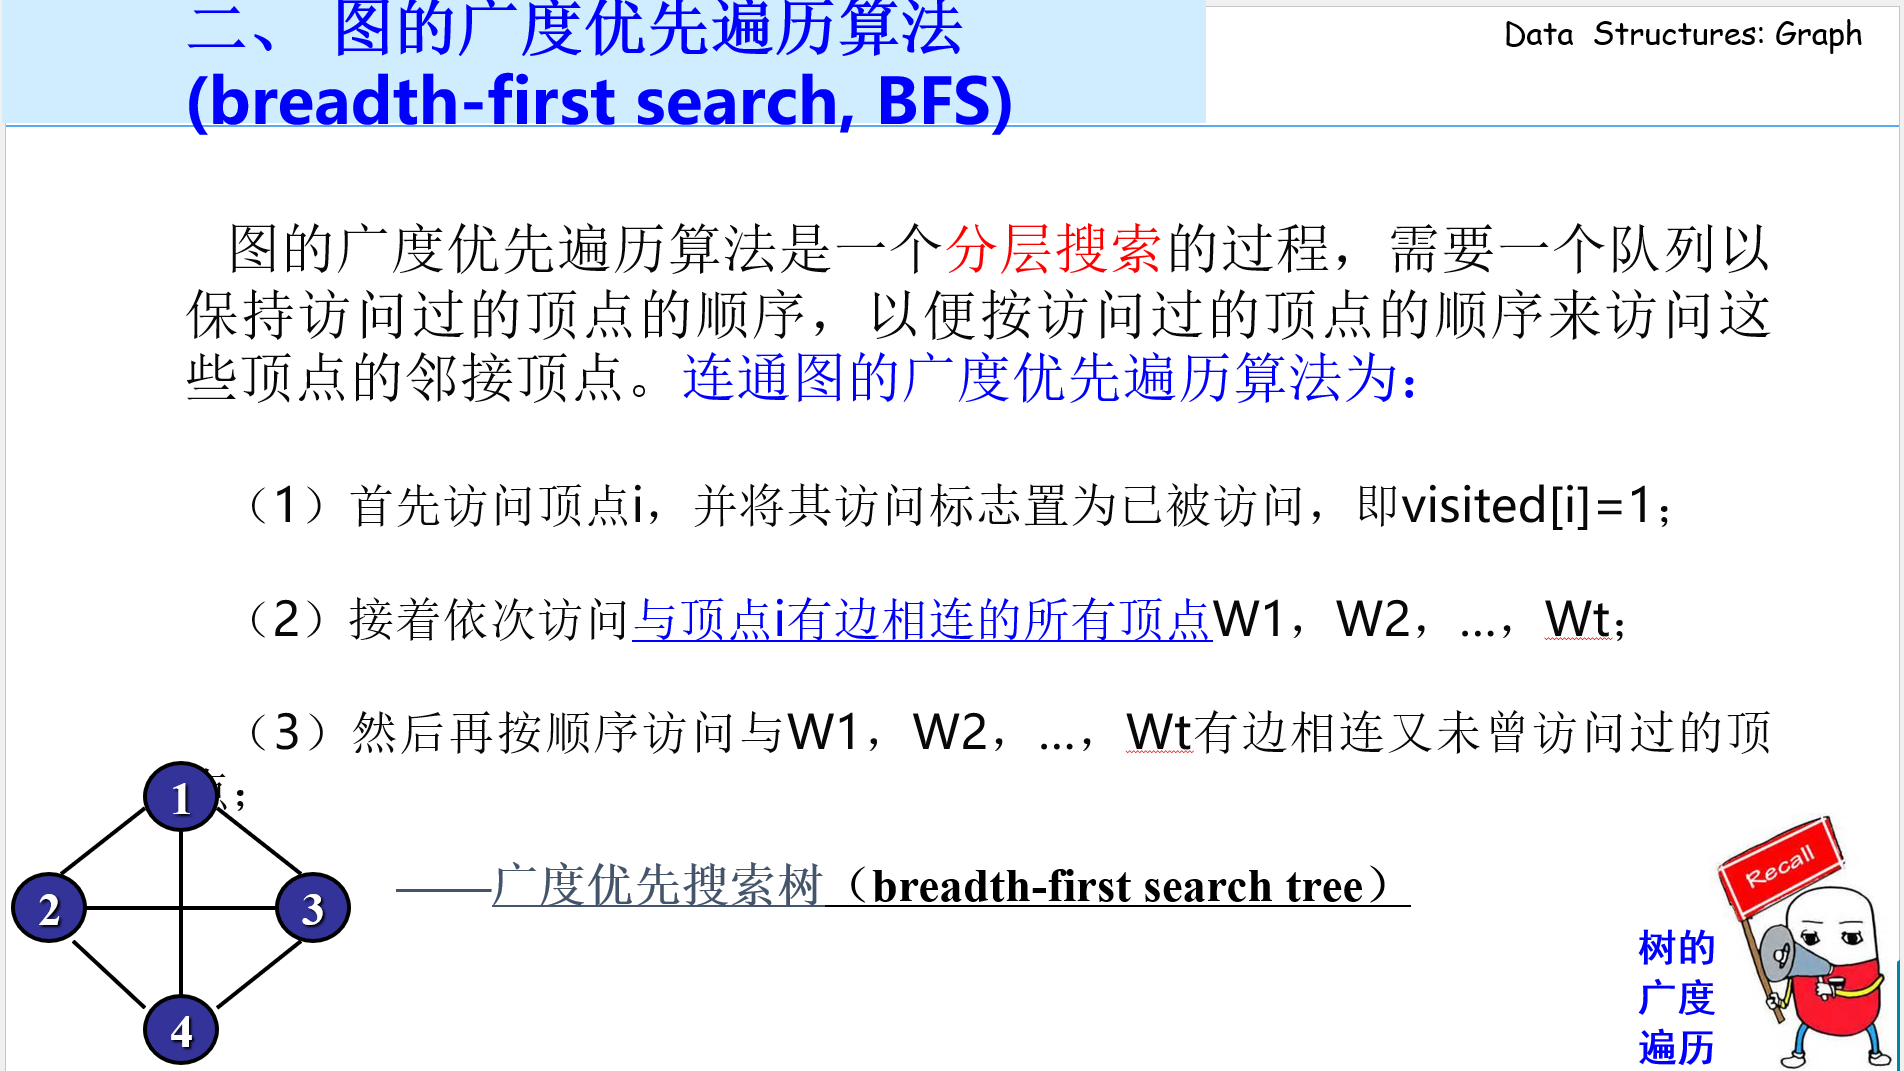 二、 图的广度优先遍历算法
(breadth-first search, BFS)
Data Structures: Graph
图的广度优先遍历算法是一个分层搜索的过程，需要一个队列以
保持访问过的顶点的顺序，以便按访问过的顶点的顺序来访问这
些顶点的邻接顶点。连通图的广度优先遍历算法为：
（1）首先访问顶点i，并将其访问标志置为已被访问，即visited[i]=1；
（2）接着依次访问与顶点i有边相连的所有顶点W1，W2，…，Wt；
（3）然后再按顺序访问与W1，W2，…，Wt有边相连又未曾访问过的顶
点；
1
2
3
4
——广度优先搜索树（breadth-first search tree）
Recall
树的
广度
遍历